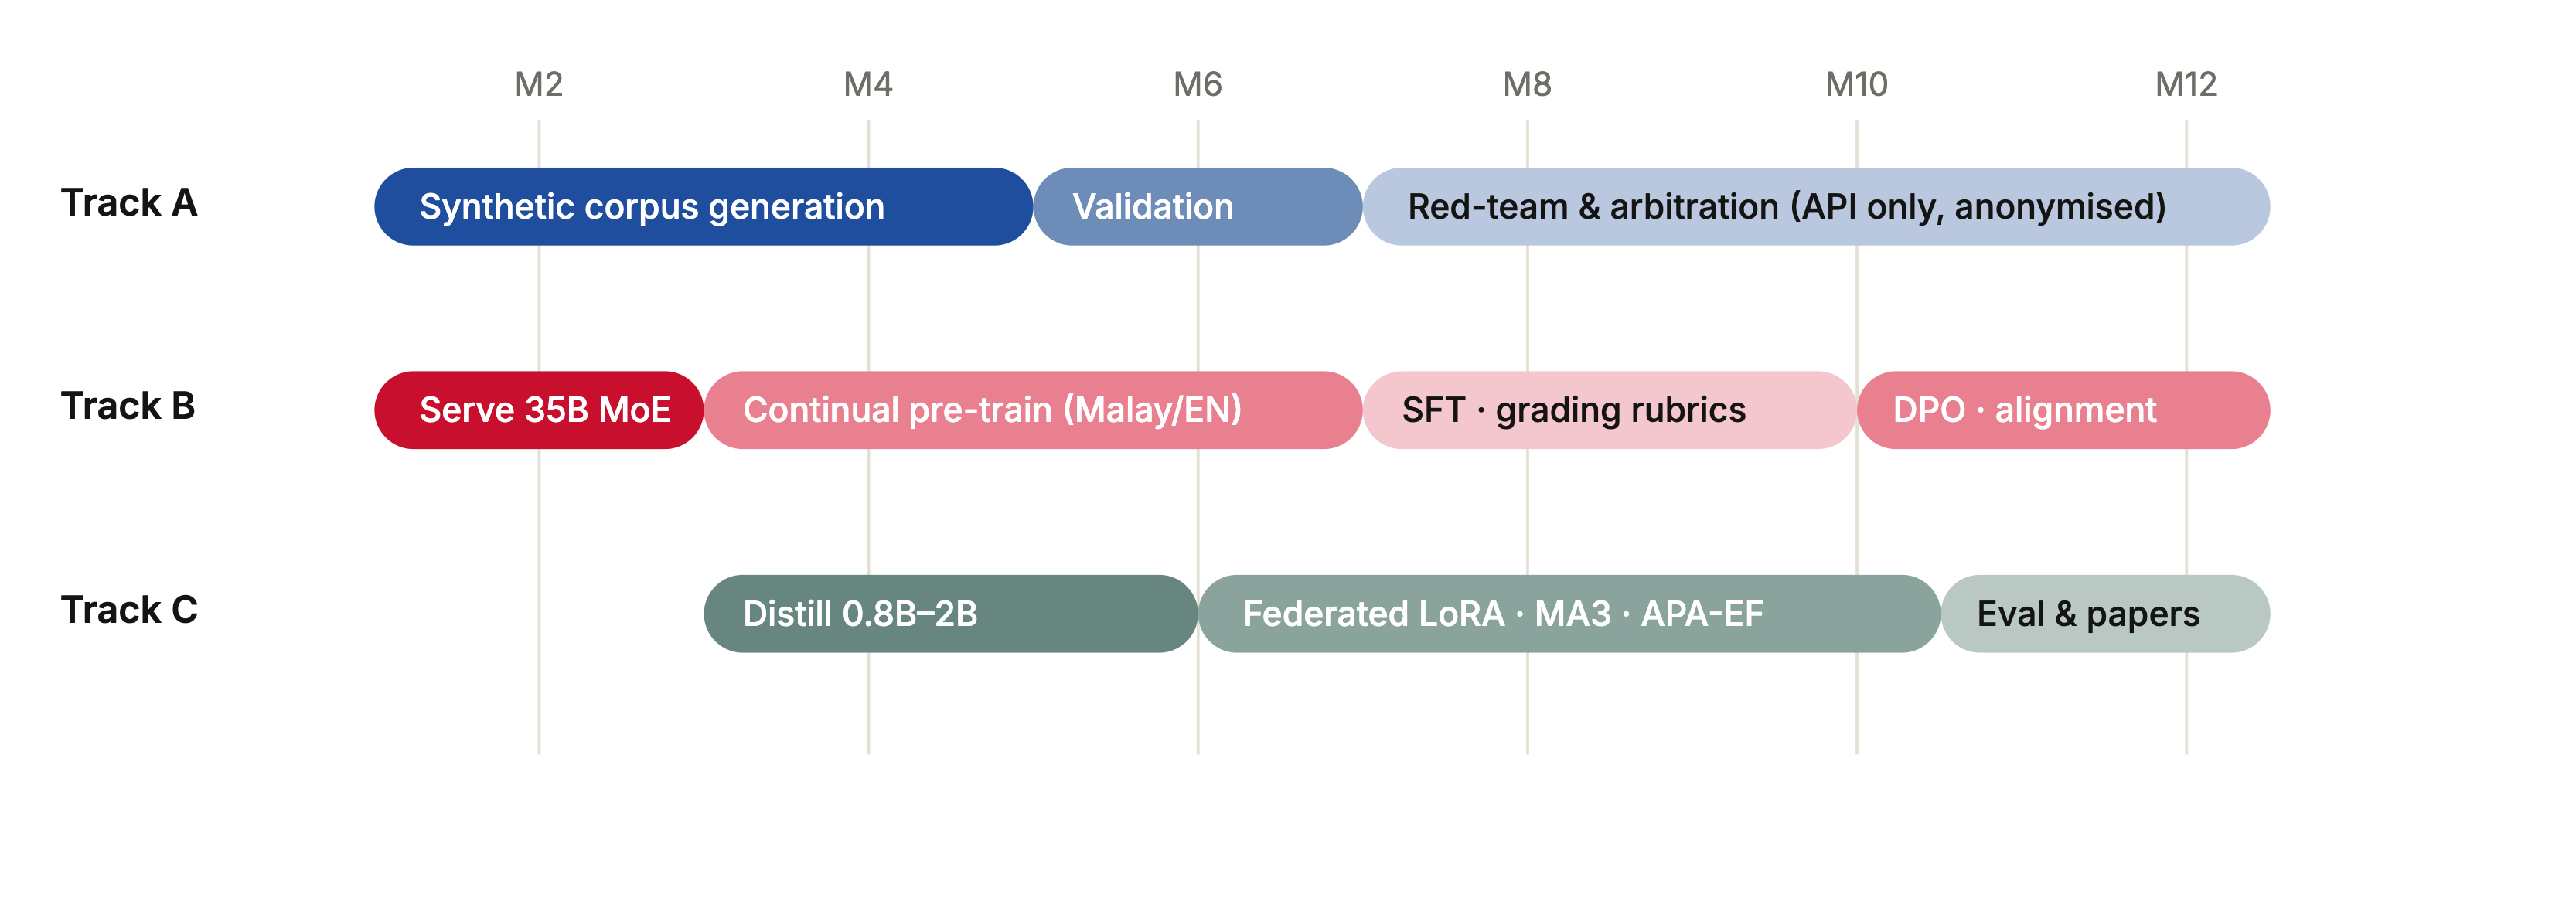 M2 M4 M6 M8 M10 M12
Track A Synthetic corpus generation Validation Red-team & arbitration (API only, anonymised)
Track B Serve 35B MoE Continual pre-train (Malay/EN) SFT · grading rubrics DPO · alignment
Track C Distill 0.8B–2B Federated LoRA · MA3 · APA-EF Eval & papers